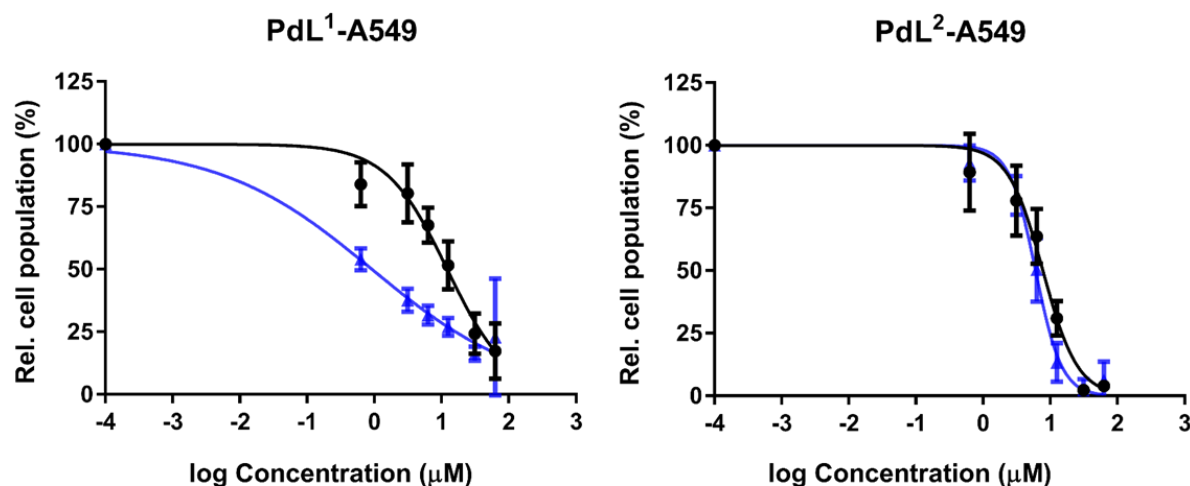 PdL¹-A549
PdL²-A549
Rel. cell population (%)
125
100
75
50
25
0
-4 -3 -2 -1 0 1 2 3
log Concentration (μM)
Rel. cell population (%)
125
100
75
50
25
0
-4 -3 -2 -1 0 1 2 3
log Concentration (μM)